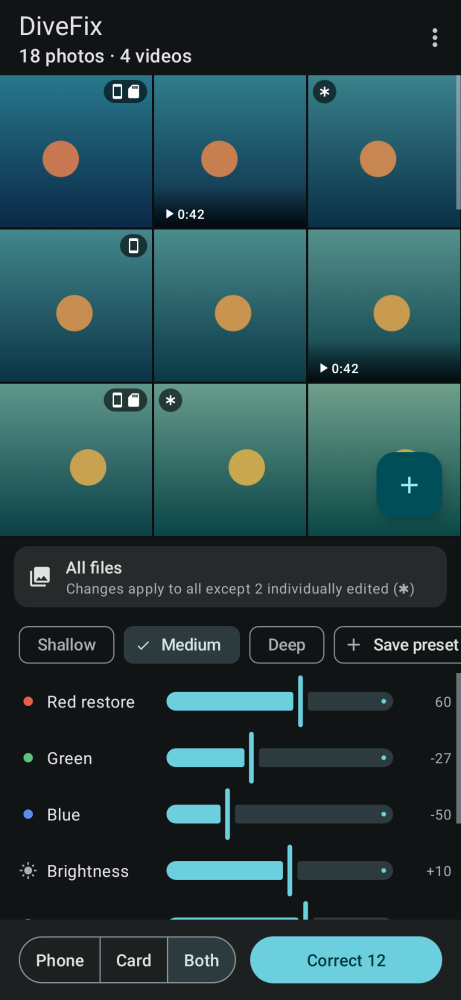 DiveFix
18 photos · 4 videos
0:42
0:42
All files
Changes apply to all except 2 individually edited (✱)
Shallow
Medium
Deep
Save preset
Red restore
60
Green
-27
Blue
-50
Brightness
+10
Phone
Card
Both
Correct 12